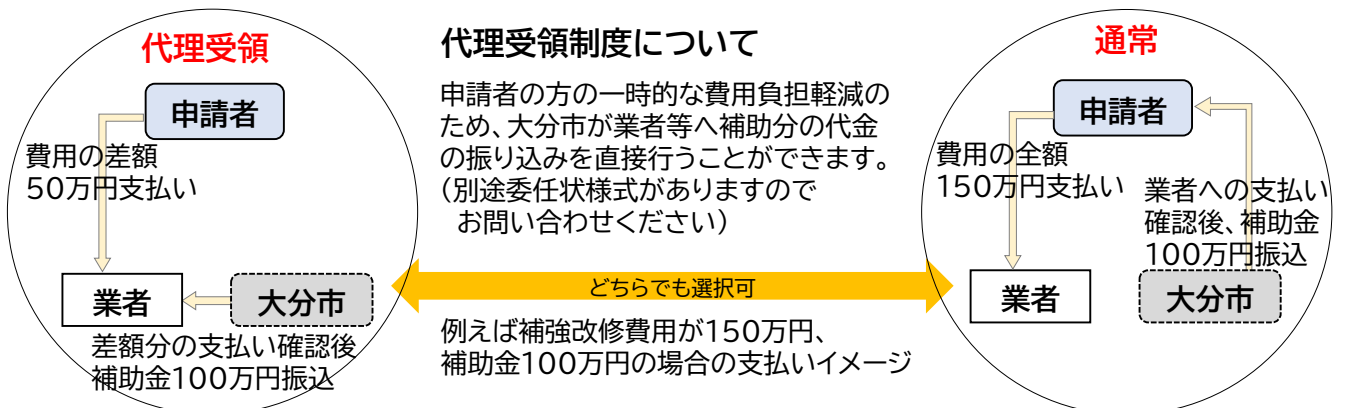 代理受領
申請者
費用の差額
50万円支払い
業者
大分市
差額分の支払い確認後
補助金100万円振込
代理受領制度について
申請者の方の一時的な費用負担軽減の
ため、大分市が業者等へ補助分の代金
の振り込みを直接行うことができます。
（別途委任状様式がありますので
お問い合わせください）
どちらでも選択可
例えば補強改修費用が150万円、
補助金100万円の場合の支払いイメージ
通常
申請者
費用の全額
150万円支払い
業者への支払い
確認後、補助金
100万円振込
業者
大分市